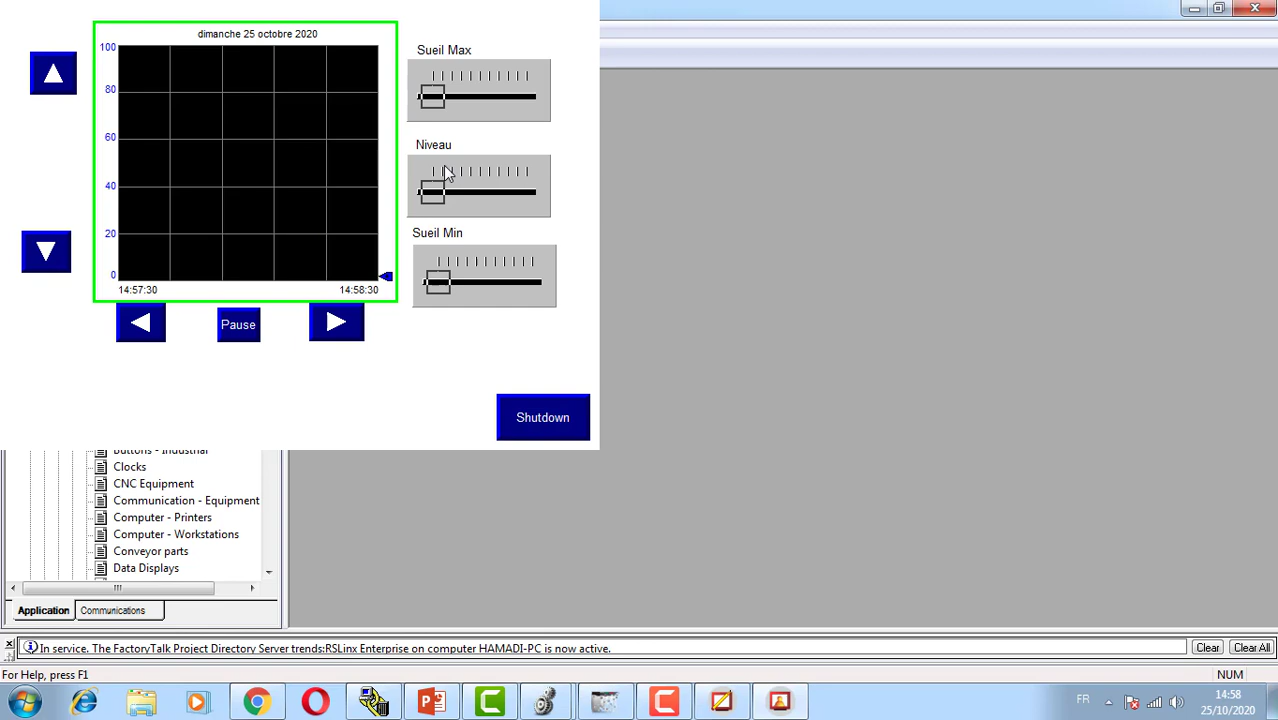 dimanche 25 octobre 2020
100
80
60
40
20
0
14:57:30
14:58:30
Sueil Max
Niveau
Sueil Min
Pause
Shutdown
Buttons - Industrial
Clocks
CNC Equipment
Communication - Equipment
Computer - Printers
Computer - Workstations
Conveyor parts
Data Displays
Application
Communications
In service. The FactoryTalk Project Directory Server trends:RSLinx Enterprise on computer HAMADI-PC is now active.
Clear
Clear All
For Help, press F1
NUM
FR
14:58
25/10/2020